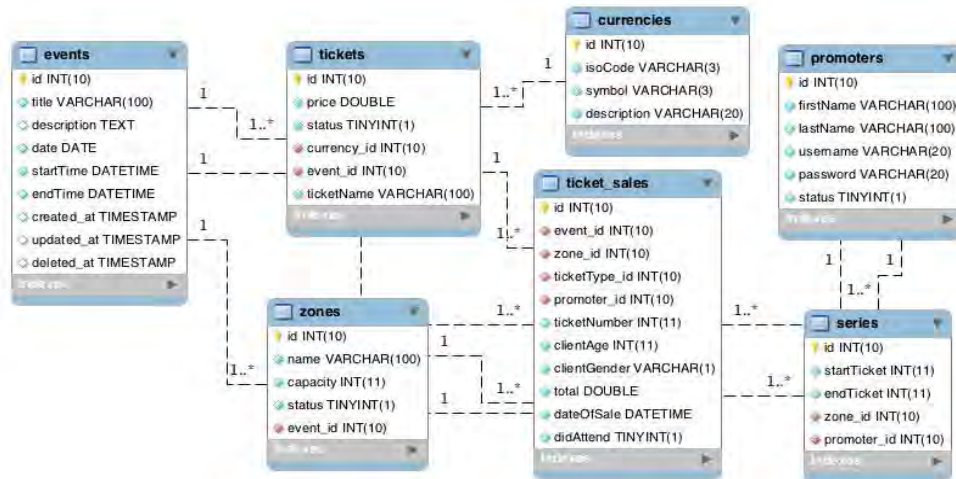 events
id INT(10)
title VARCHAR(100)
description TEXT
date DATE
startTime DATETIME
endTime DATETIME
created_at TIMESTAMP
updated_at TIMESTAMP
deleted_at TIMESTAMP
Indexes
tickets
id INT(10)
price DOUBLE
status TINYINT(1)
currency_id INT(10)
event_id INT(10)
ticketName VARCHAR(100)
Indexes
currencies
id INT(10)
isoCode VARCHAR(3)
symbol VARCHAR(3)
description VARCHAR(20)
Indexes
promoters
id INT(10)
firstName VARCHAR(100)
lastName VARCHAR(100)
username VARCHAR(20)
password VARCHAR(20)
status TINYINT(1)
Indexes
zones
id INT(10)
name VARCHAR(100)
capacity INT(11)
status TINYINT(1)
event_id INT(10)
Indexes
ticket_sales
id INT(10)
event_id INT(10)
zone_id INT(10)
ticketType_id INT(10)
promoter_id INT(10)
ticketNumber INT(11)
clientAge INT(11)
clientGender VARCHAR(1)
total DOUBLE
dateOfSale DATETIME
didAttend TINYINT(1)
Indexes
series
id INT(10)
startTicket INT(11)
endTicket INT(11)
zone_id INT(10)
promoter_id INT(10)
Indexes
1
1..*
1
1
1..*
1..*
1
1
1..*
1..*
1
1..*
1
1..*
1
1
1..*
1..*
1..*